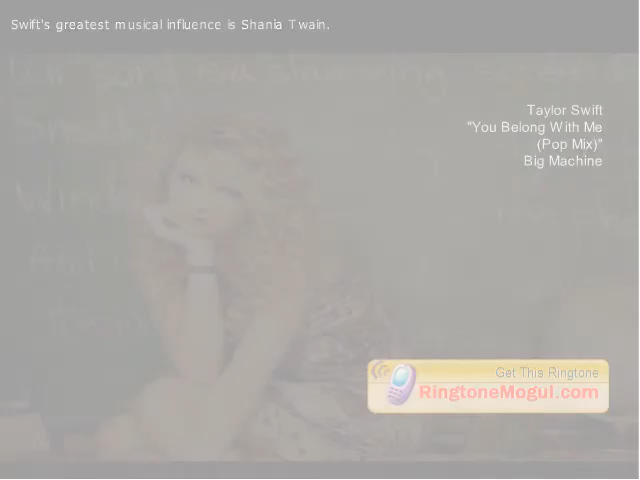 Swift's greatest musical influence is Shania Twain.
Taylor Swift
"You Belong With Me
(Pop Mix)"
Big Machine
Get This Ringtone
RingtoneMogul.com